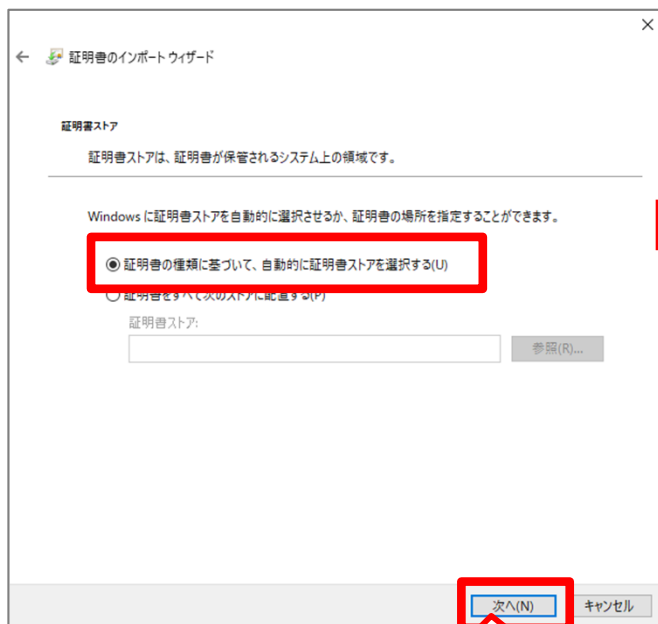 証明書のインポート ウィザード
証明書ストア
証明書ストアは、証明書が保管されるシステム上の領域です。
Windows に証明書ストアを自動的に選択させるか、証明書の場所を指定することができます。
証明書の種類に基づいて、自動的に証明書ストアを選択する(U)
証明書をすべて次のストアに配置する(P)
証明書ストア:
参照(R)...
次へ(N)
キャンセル